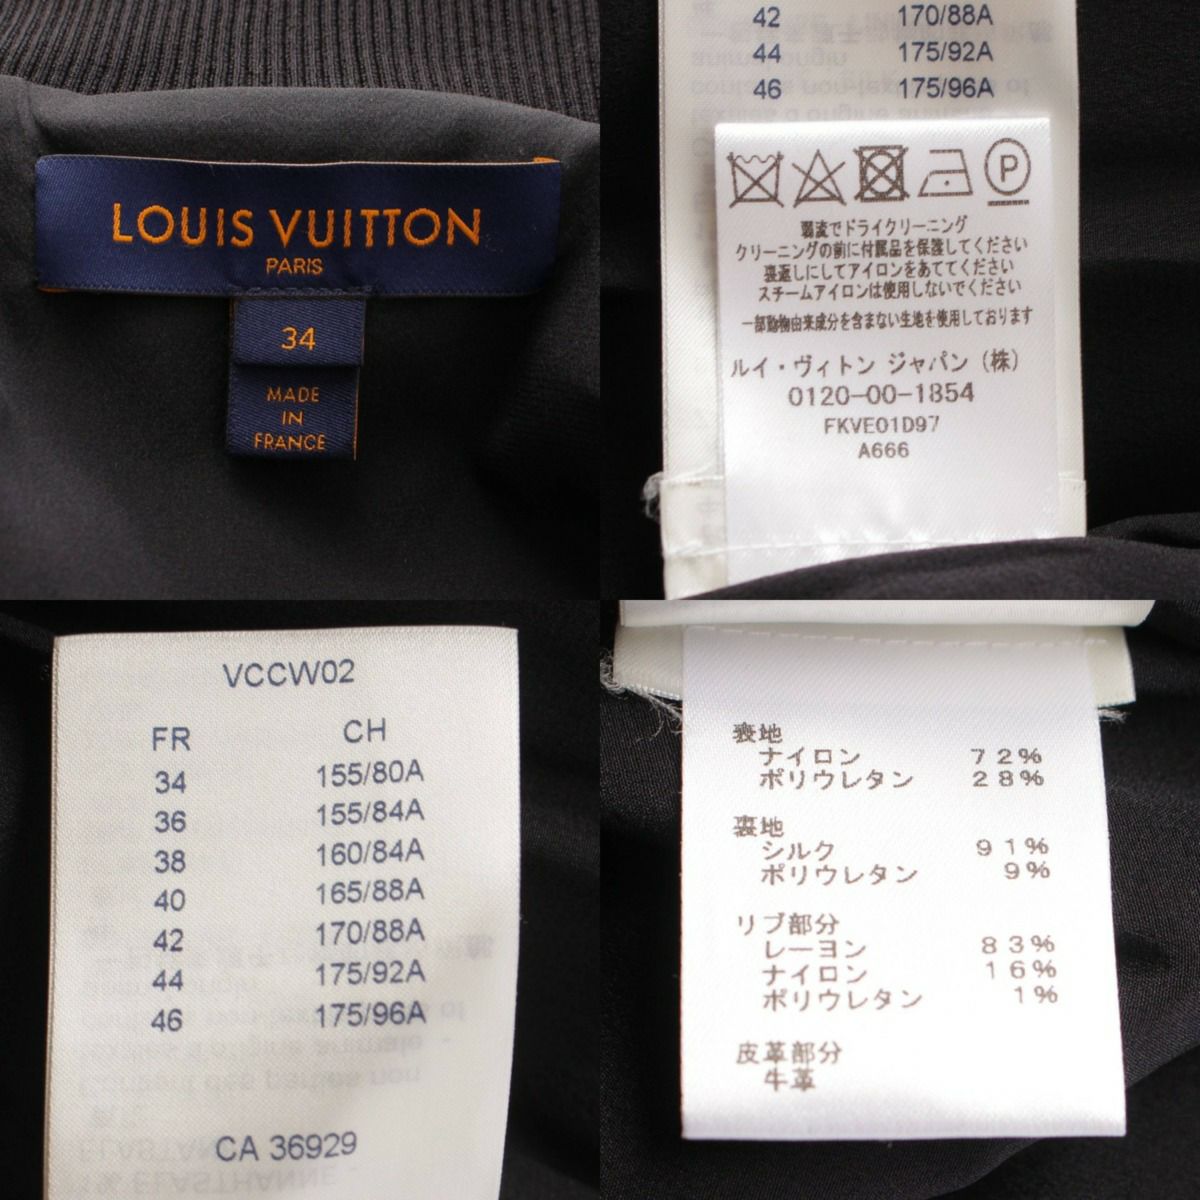 LOUIS VUITTON
PARIS
34
MADE
IN
FRANCE
42 170/88A
44 175/92A
46 175/96A
P
弱流でドライクリーニング
クリーニングの前に付属品を保護してください
裏返しにしてアイロンをあててください
スチームアイロンは使用しないでください
一部動物由来成分を含まない生地を使用しております
ルイ・ヴィトン ジャパン（株）
0120-00-1854
FKVE01D97
A666
VCCW02
FR CH
34 155/80A
36 155/84A
38 160/84A
40 165/88A
42 170/88A
44 175/92A
46 175/96A
CA 36929
表地
ナイロン 72%
ポリウレタン 28%
裏地
シルク 91%
ポリウレタン 9%
リブ部分
レーヨン 83%
ナイロン 16%
ポリウレタン 1%
皮革部分
牛革